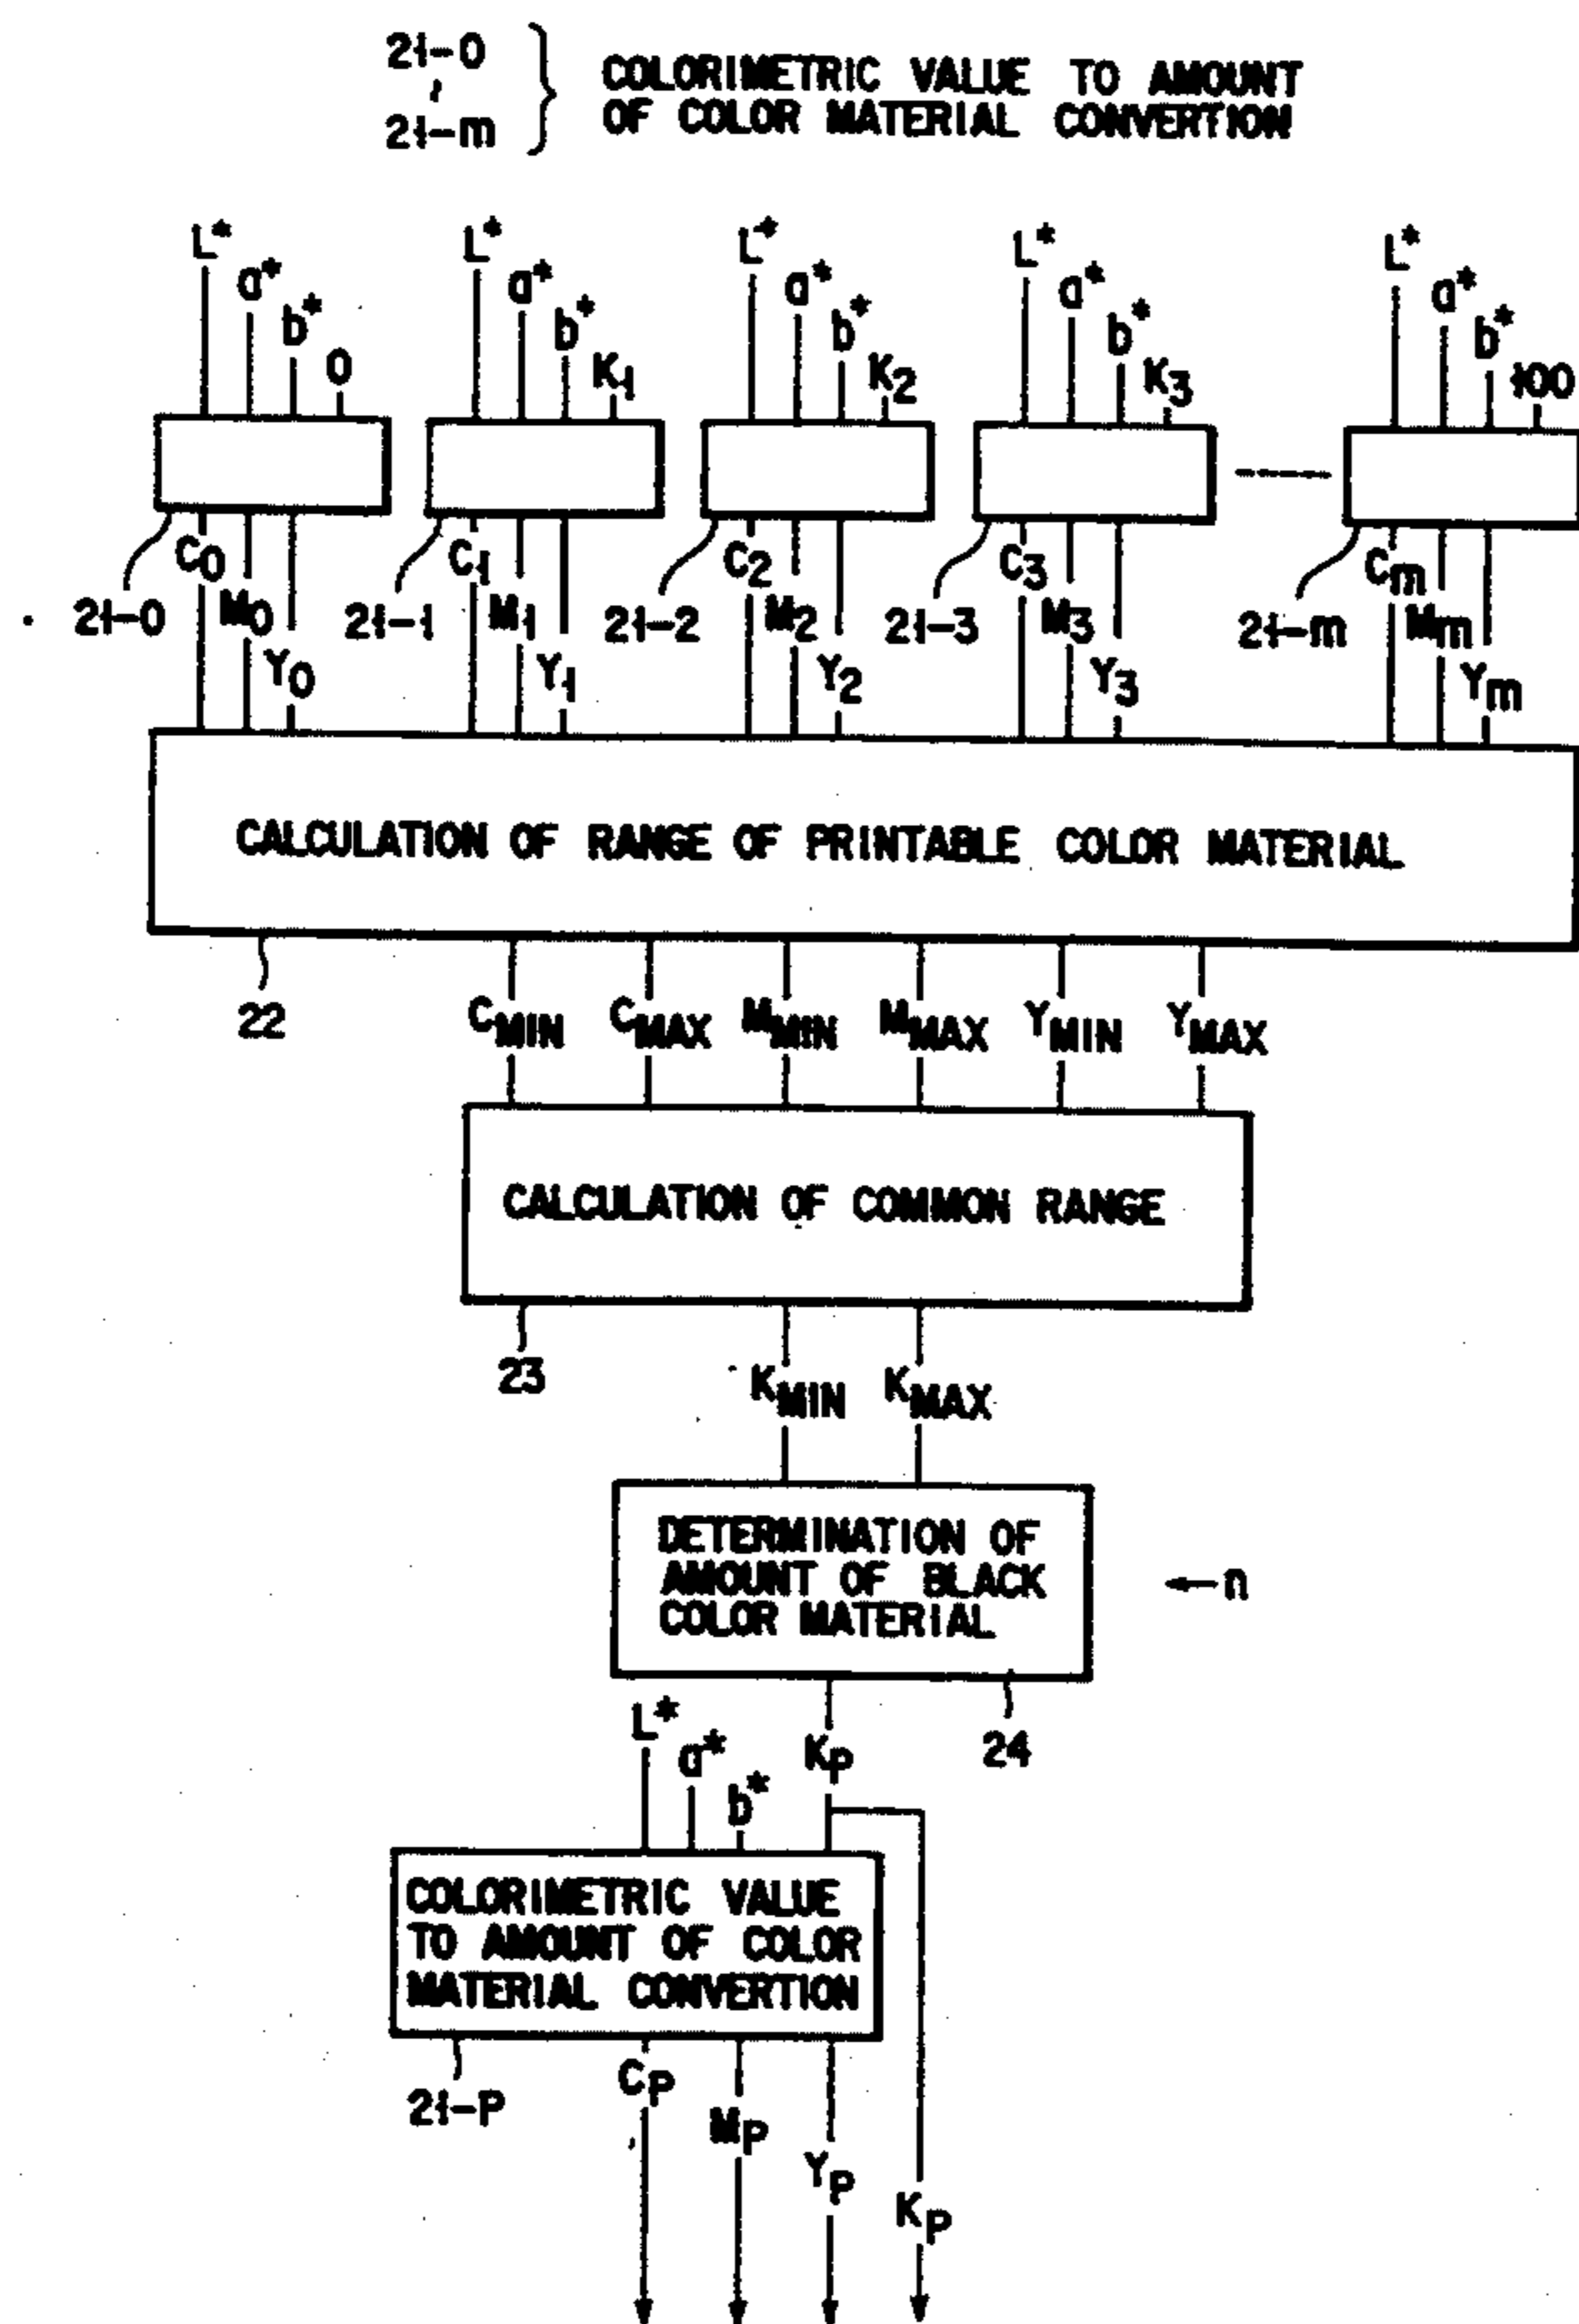 21-0
21-m
COLORIMETRIC VALUE TO AMOUNT
OF COLOR MATERIAL CONVERTION
L* a* b* 0
L* a* b* K1
L* a* b* K2
L* a* b* K3
L* a* b* 100
21-0 C0 M0 Y0
21-1 C1 M1 Y1
21-2 C2 M2 Y2
21-3 C3 M3 Y3
21-m Cm Mm Ym
CALCULATION OF RANGE OF PRINTABLE COLOR MATERIAL
22
CMIN CMAX MMIN MMAX YMIN YMAX
CALCULATION OF COMMON RANGE
23
KMIN KMAX
DETERMINATION OF
AMOUNT OF BLACK
COLOR MATERIAL
n
24
L* a* b* KP
COLORIMETRIC VALUE
TO AMOUNT OF COLOR
MATERIAL CONVERTION
21-P
CP MP YP KP